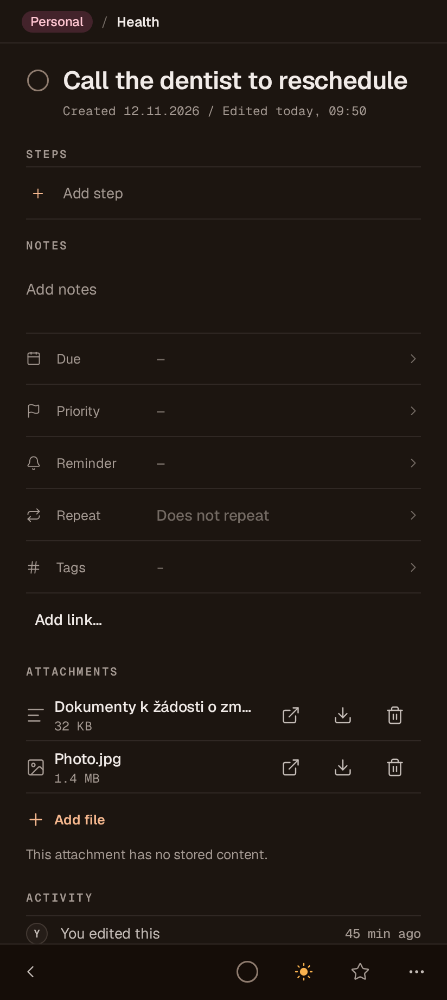 Personal / Health
Call the dentist to reschedule
Created 12.11.2026 / Edited today, 09:50
STEPS
+ Add step
NOTES
Add notes
Due –
Priority –
Reminder –
Repeat Does not repeat
Tags –
Add link…
ATTACHMENTS
Dokumenty k žádosti o zm…
32 KB
Photo.jpg
1.4 MB
+ Add file
This attachment has no stored content.
ACTIVITY
Y You edited this 45 min ago